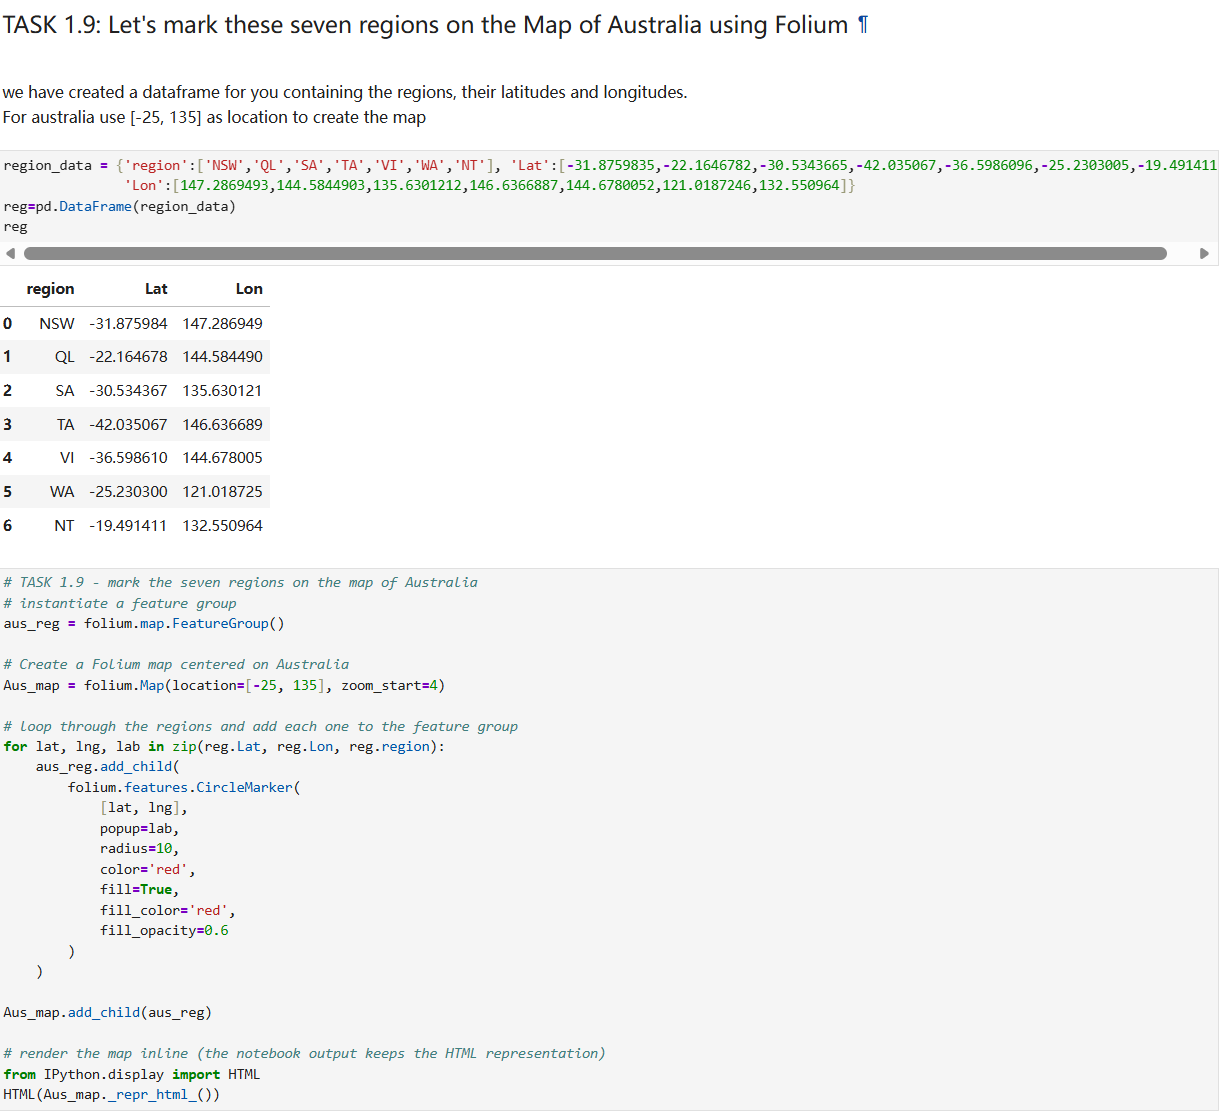 TASK 1.9: Let's mark these seven regions on the Map of Australia using Folium ¶
we have created a dataframe for you containing the regions, their latitudes and longitudes.
For australia use [-25, 135] as location to create the map
region_data = {'region':['NSW','QL','SA','TA','VI','WA','NT'], 'Lat':[-31.8759835,-22.1646782,-30.5343665,-42.035067,-36.5986096,-25.2303005,-19.491411
'Lon':[147.2869493,144.5844903,135.6301212,146.6366887,144.6780052,121.0187246,132.550964]}
reg=pd.DataFrame(region_data)
reg
region Lat Lon
0 NSW -31.875984 147.286949
1 QL -22.164678 144.584490
2 SA -30.534367 135.630121
3 TA -42.035067 146.636689
4 VI -36.598610 144.678005
5 WA -25.230300 121.018725
6 NT -19.491411 132.550964
# TASK 1.9 - mark the seven regions on the map of Australia
# instantiate a feature group
aus_reg = folium.map.FeatureGroup()
# Create a Folium map centered on Australia
Aus_map = folium.Map(location=[-25, 135], zoom_start=4)
# loop through the regions and add each one to the feature group
for lat, lng, lab in zip(reg.Lat, reg.Lon, reg.region):
aus_reg.add_child(
folium.features.CircleMarker(
[lat, lng],
popup=lab,
radius=10,
color='red',
fill=True,
fill_color='red',
fill_opacity=0.6
)
)
Aus_map.add_child(aus_reg)
# render the map inline (the notebook output keeps the HTML representation)
from IPython.display import HTML
HTML(Aus_map._repr_html_())